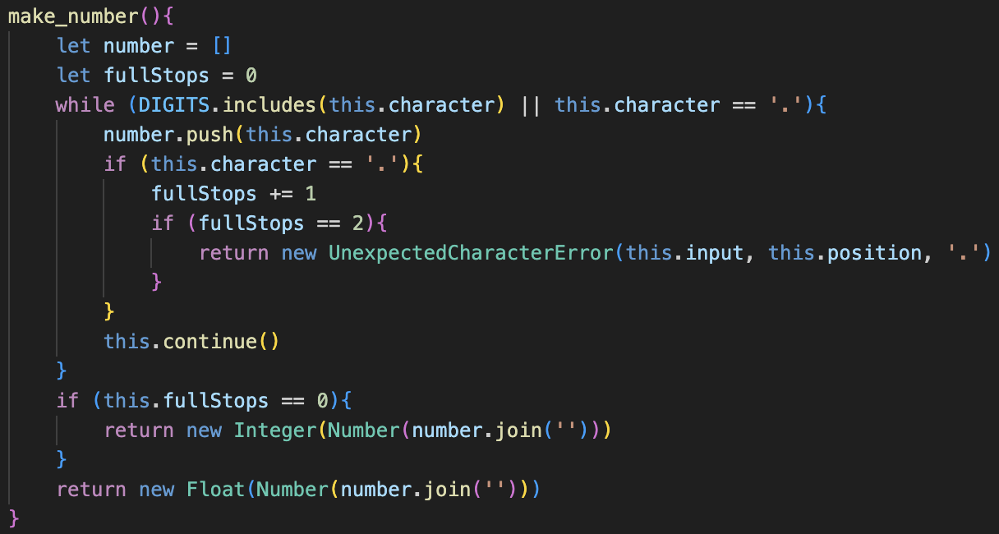 make_number(){
    let number = []
    let fullStops = 0
    while (DIGITS.includes(this.character) || this.character == '.'){
        number.push(this.character)
        if (this.character == '.'){
            fullStops += 1
            if (fullStops == 2){
                return new UnexpectedCharacterError(this.input, this.position, '.')
            }
        }
        this.continue()
    }
    if (this.fullStops == 0){
        return new Integer(Number(number.join('')))
    }
    return new Float(Number(number.join('')))
}